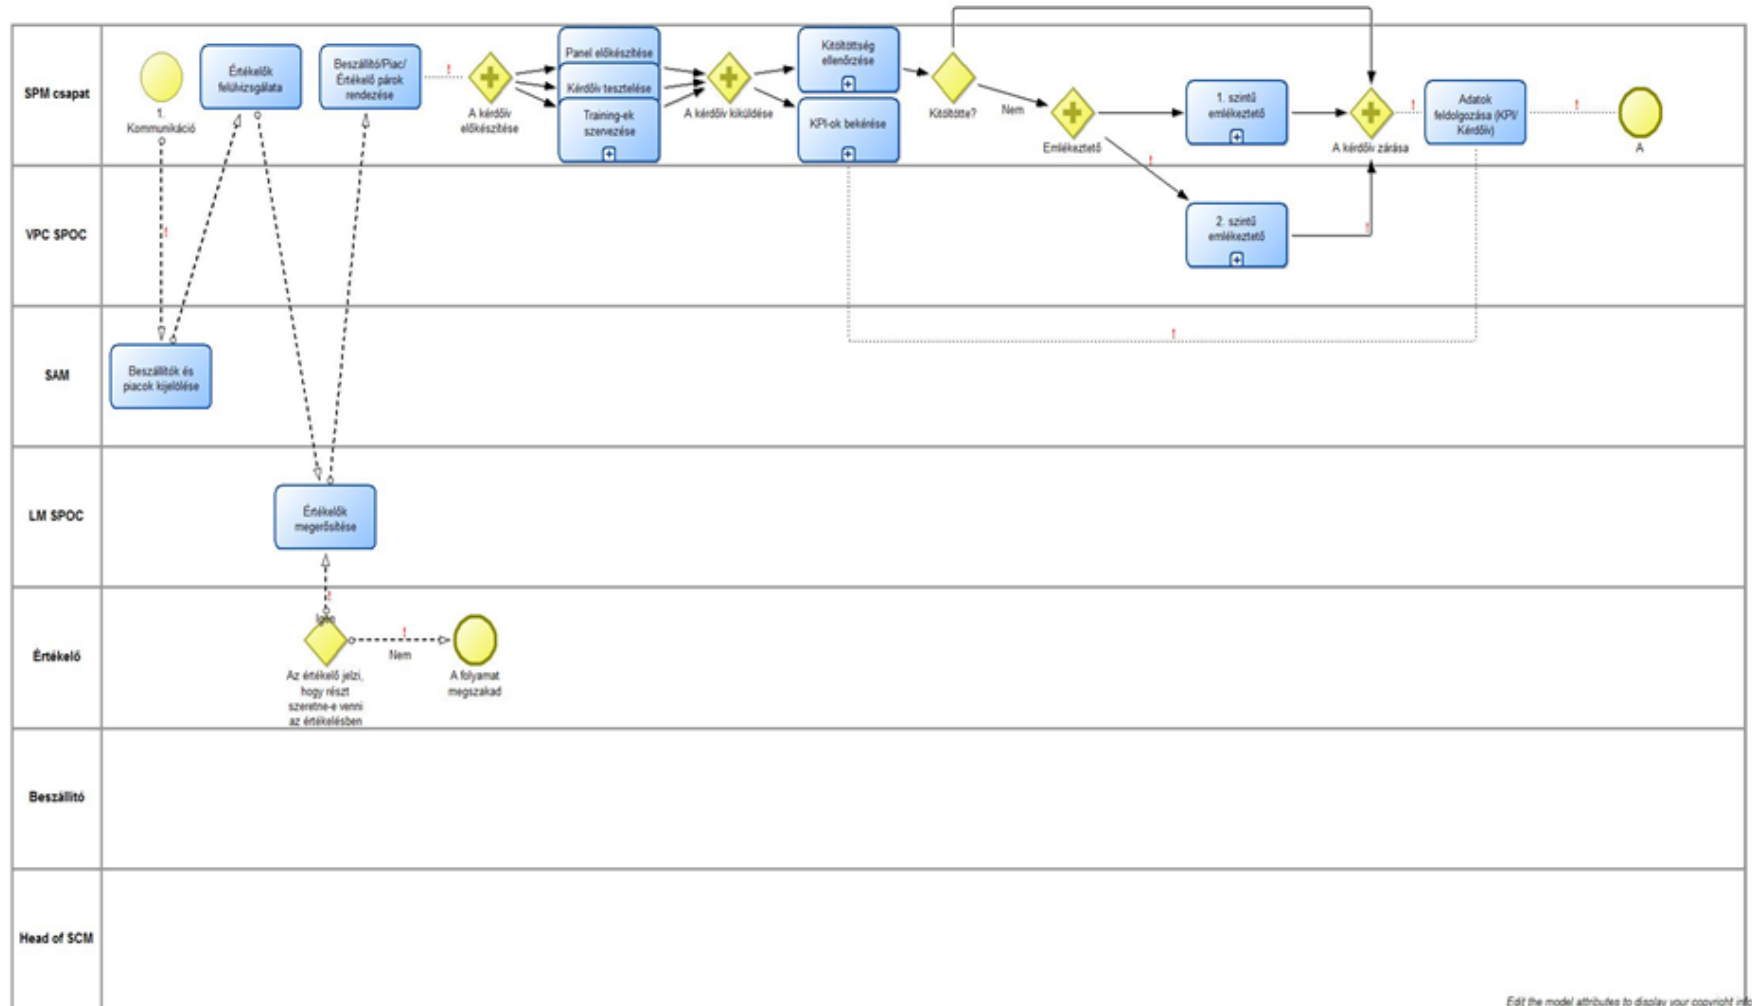 SPM csapat
1.
Kommunikáció
Értékelők
felülvizsgálata
Beszállító/Piac/
Értékelő párok
rendezése
!
A kérdőív
előkészítése
Panel előkészítése
Kérdőív tesztelése
Training-ek
szervezése
A kérdőív kiküldése
Kitöltöttség
ellenőrzése
KPI-ok bekérése
Kitöltötte?
Nem
Emlékeztető
1. szintű
emlékeztető
A kérdőív zárása
!
Adatok
feldolgozása (KPI/
Kérdőív)
!
A
VPC SPOC
!
!
2. szintű
emlékeztető
!
SAM
Beszállítók és
piacok kijelölése
!
LM SPOC
Értékelők
megerősítése
Értékelő
!
Igen
!
Nem
Az értékelő jelzi,
hogy részt
szeretne-e venni
az értékelésben
A folyamat
megszakad
Beszállító
Head of SCM
Edit the model attributes to display your copyright